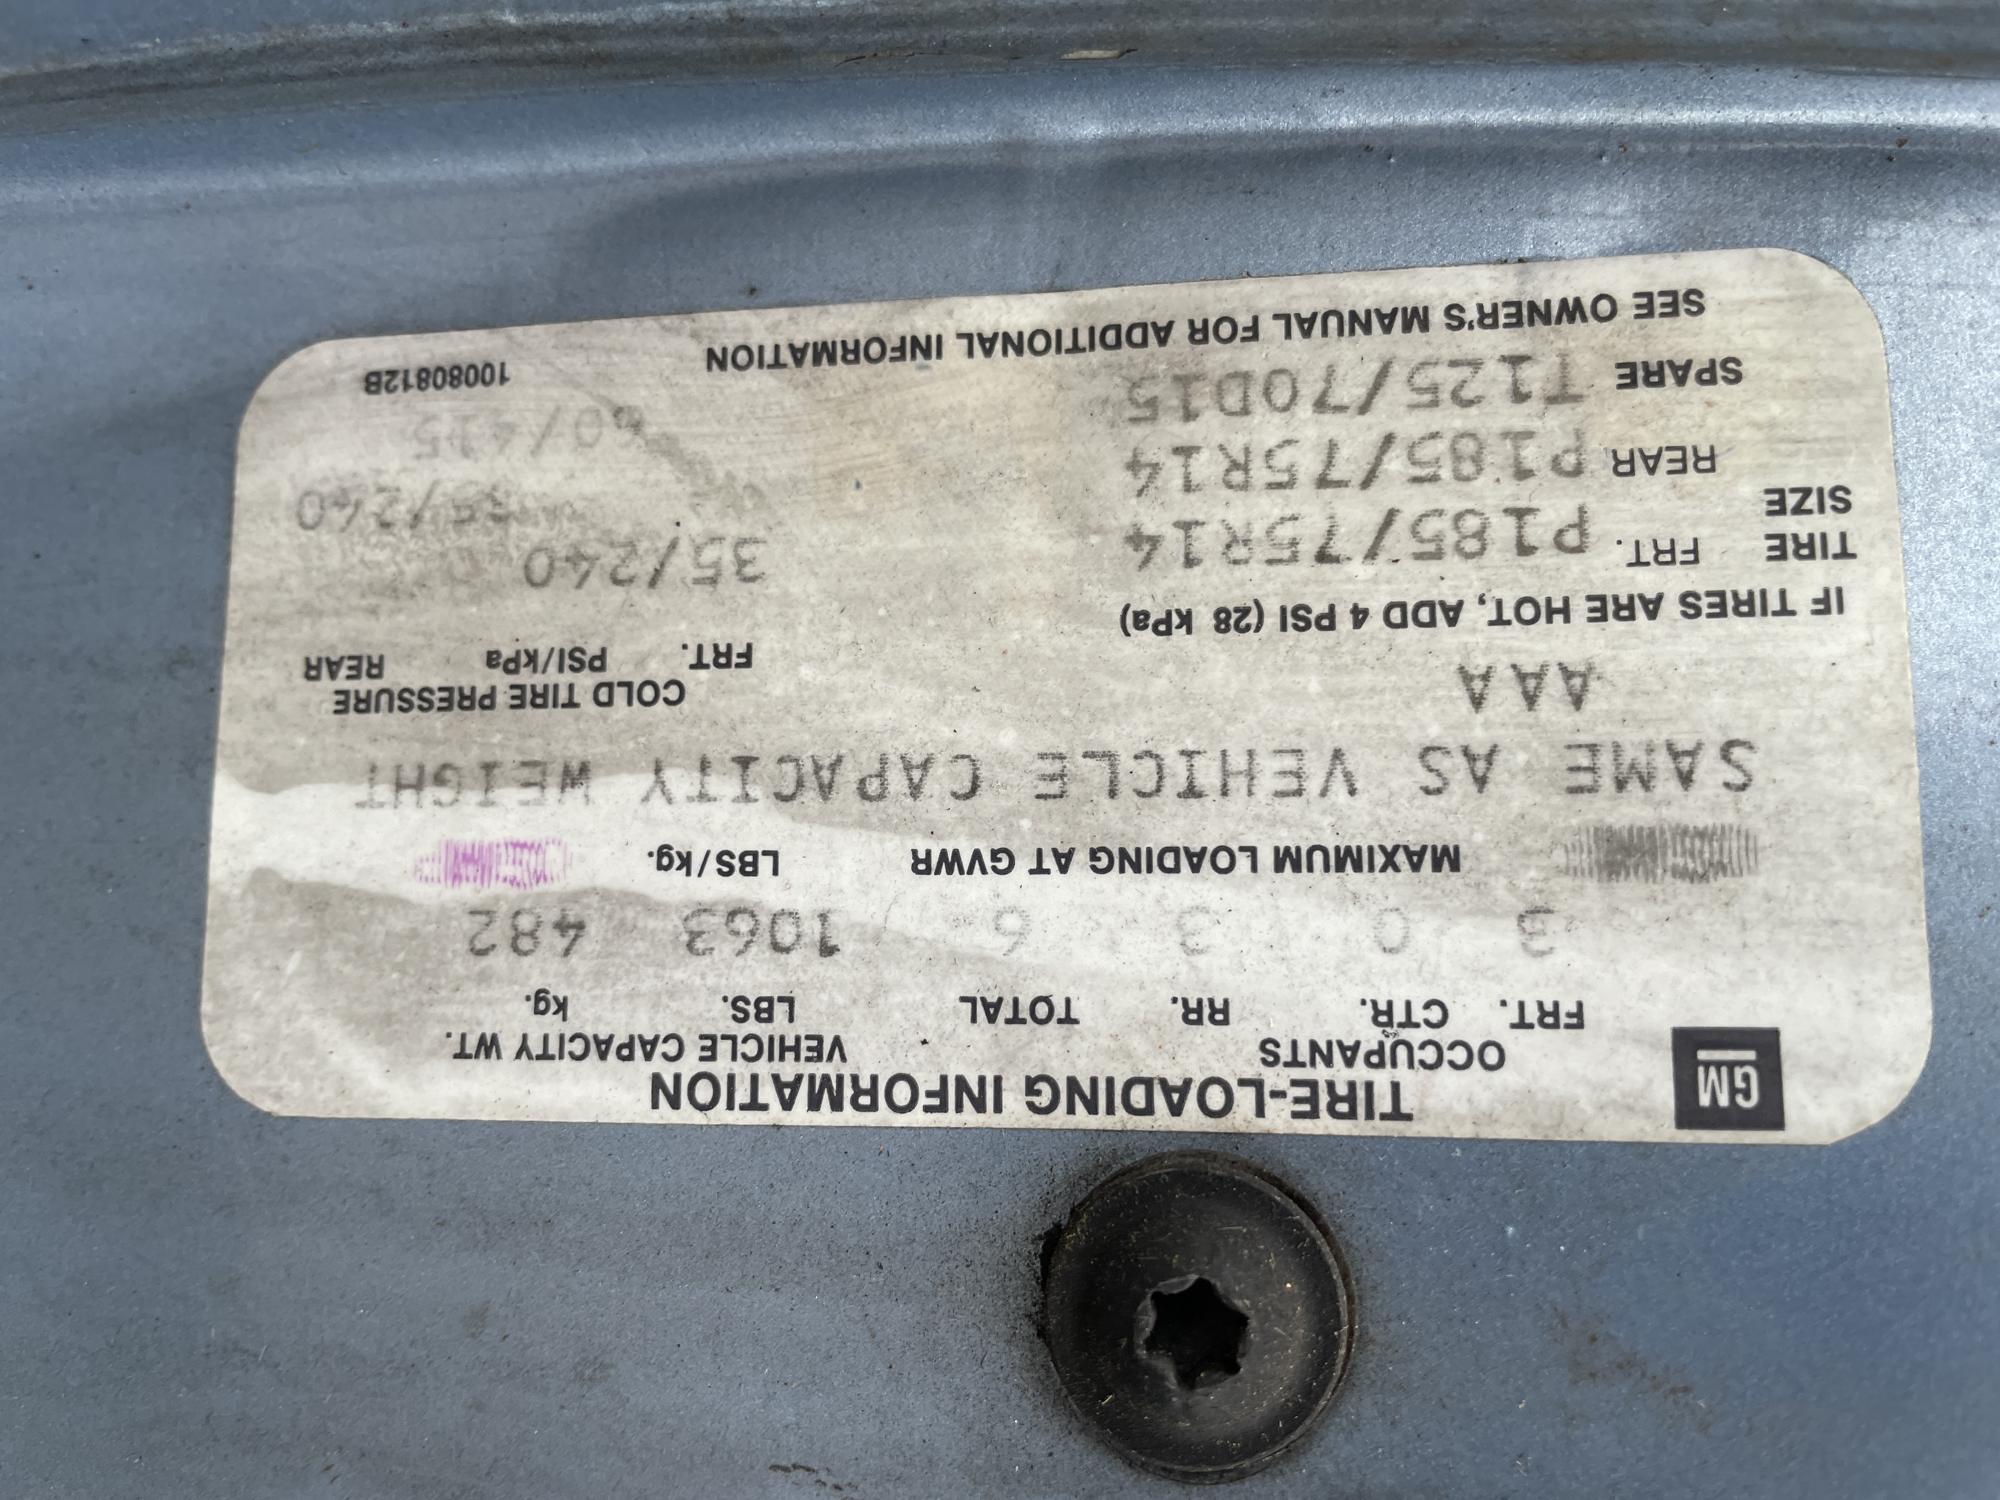 GM
TIRE-LOADING INFORMATION
OCCUPANTS VEHICLE CAPACITY WT.
FRT. CTR. RR. TOTAL LBS. kg.
3 0 3 6 1063 482
MAXIMUM LOADING AT GVWR LBS/kg.
SAME AS VEHICLE CAPACITY WEIGHT
AAA
COLD TIRE PRESSURE
FRT. PSI/kPa REAR
IF TIRES ARE HOT, ADD 4 PSI (28 kPa)
TIRE SIZE FRT. P185/75R14 35/240
REAR P185/75R14 35/240
SPARE T125/70D15 60/415
SEE OWNER'S MANUAL FOR ADDITIONAL INFORMATION 10080812B